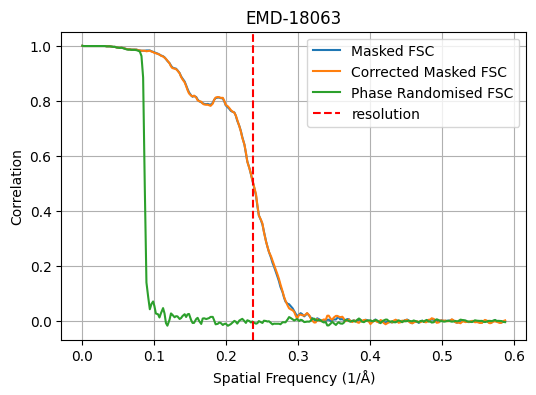 EMD-18063
Masked FSC
Corrected Masked FSC
Phase Randomised FSC
resolution
1.0
0.8
0.6
0.4
0.2
0.0
Correlation
0.0 0.1 0.2 0.3 0.4 0.5 0.6
Spatial Frequency (1/Å)